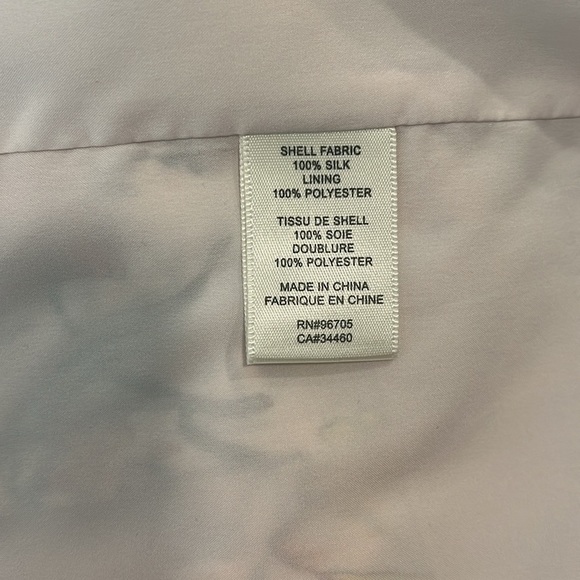 SHELL FABRIC
100% SILK
LINING
100% POLYESTER
TISSU DE SHELL
100% SOIE
DOUBLURE
100% POLYESTER
MADE IN CHINA
FABRIQUE EN CHINE
RN#96705
CA#34460